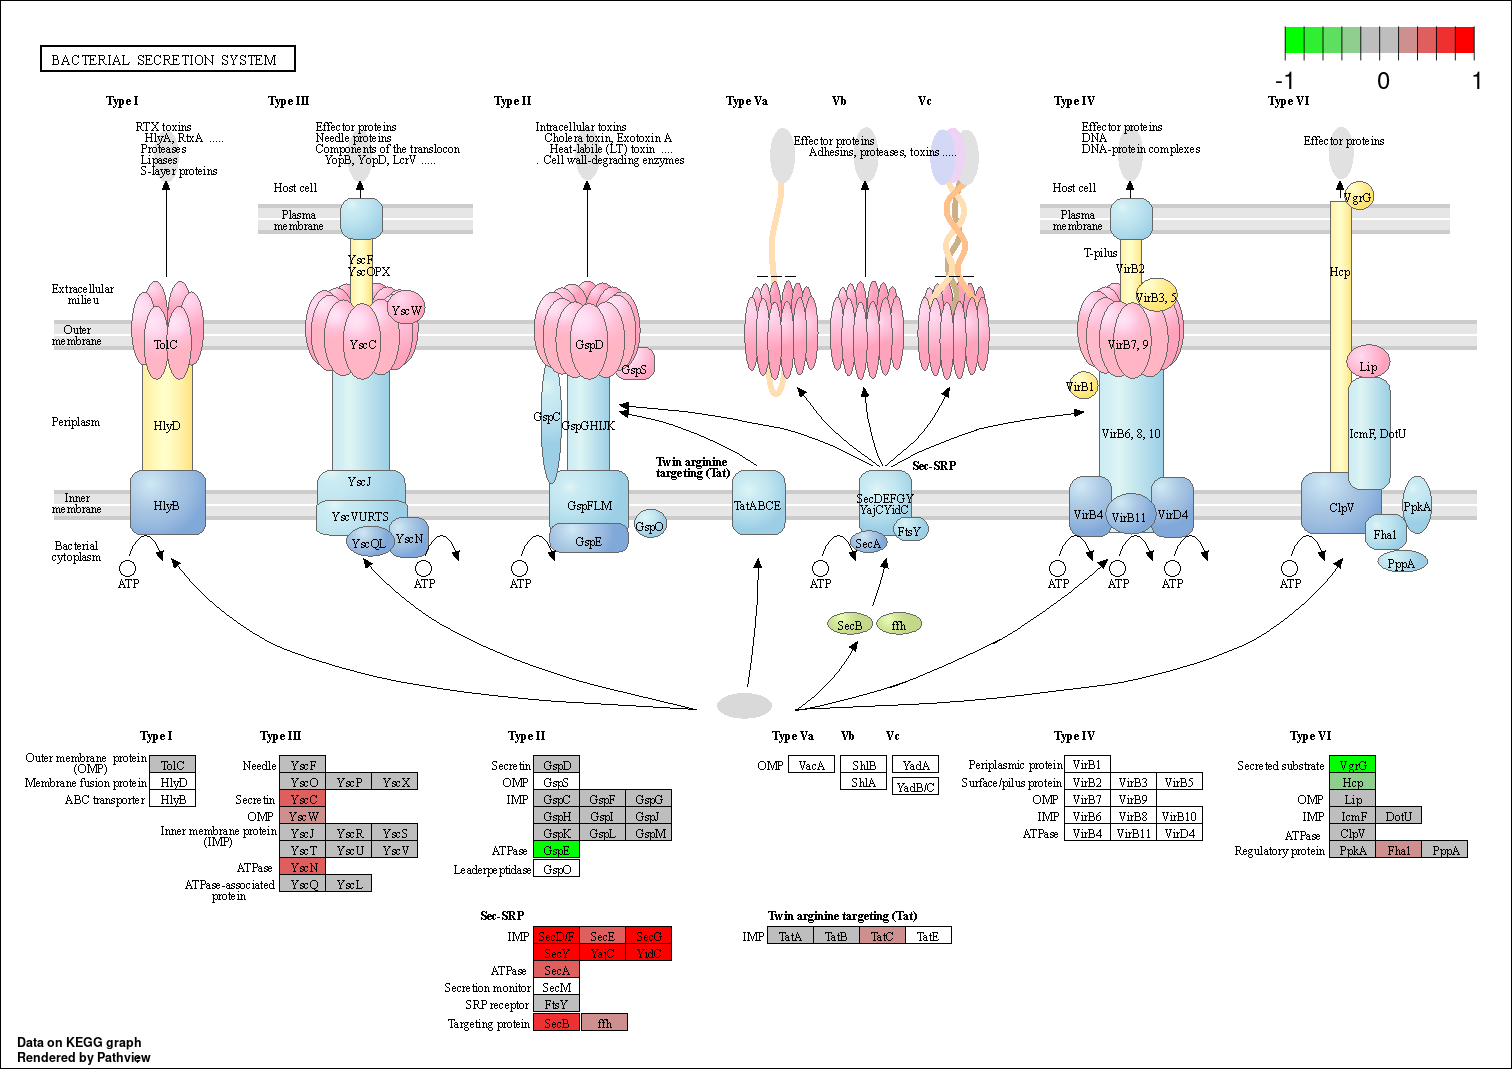 BACTERIAL SECRETION SYSTEM
-1 0 1
Type I
Type III
Type II
Type Va
Vb
Vc
Type IV
Type VI
RTX toxins
HlyA, RtxA .....
Proteases
Lipases
S-layer proteins
Effector proteins
Needle proteins
Components of the translocon
YopB, YopD, LcrV .....
Intracellular toxins
Cholera toxin, Exotoxin A
Heat-labile (LT) toxin ....
. Cell wall-degrading enzymes
Effector proteins
Adhesins, proteases, toxins .....
Effector proteins
DNA
DNA-protein complexes
Effector proteins
Host cell
Plasma
membrane
Host cell
Plasma
membrane
VgrG
YscF
YscOPX
T-pilus
VirB2
Hcp
Extracellular
milieu
YscW
VirB3, 5
Outer
membrane
TolC
YscC
GspD
GspS
VirB7, 9
Lip
VirB1
Periplasm
HlyD
GspC
GspGHIJK
VirB6, 8, 10
IcmF, DotU
Twin arginine
targeting (Tat)
Sec-SRP
Inner
membrane
HlyB
YscJ
YscVURTS
GspFLM
TatABCE
SecDEFGY
YajCYidC
VirB4
VirB11
VirD4
ClpV
PpkA
Bacterial
cytoplasm
YscQL
YscN
GspE
GspO
SecA
FtsY
Fha1
PppA
ATP
ATP
ATP
ATP
ATP
ATP
ATP
ATP
SecB
ffh
Type I
Outer membrane protein
(OMP)
TolC
Membrane fusion protein
HlyD
ABC transporter
HlyB
Type III
Needle
YscF
YscO YscP YscX
Secretin
YscC
OMP
YscW
Inner membrane protein
(IMP)
YscJ YscR YscS
YscT YscU YscV
ATPase
YscN
ATPase-associated
protein
YscQ YscL
Type II
Secretin
GspD
OMP
GspS
IMP
GspC GspF GspG
GspH GspI GspJ
GspK GspL GspM
ATPase
GspE
Leaderpeptidase
GspO
Type Va
Vb
Vc
OMP
VacA
ShlB
ShlA
YadA
YadB/C
Type IV
Periplasmic protein
VirB1
Surface/pilus protein
VirB2 VirB3 VirB5
OMP
VirB7 VirB9
IMP
VirB6 VirB8 VirB10
ATPase
VirB4 VirB11 VirD4
Type VI
Secreted substrate
VgrG
Hcp
OMP
Lip
IMP
IcmF DotU
ATPase
ClpV
Regulatory protein
PpkA Fha1 PppA
Sec-SRP
IMP
SecD/F SecE SecG
SecY YajC YidC
ATPase
SecA
Secretion monitor
SecM
SRP receptor
FtsY
Targeting protein
SecB ffh
Twin arginine targeting (Tat)
IMP
TatA TatB TatC TatE
Data on KEGG graph
Rendered by Pathview